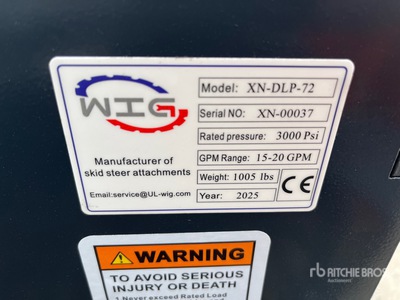 WIG
Manufacturer of
skid steer attachments
Email:service@UL-wig.com
Model: XN-DLP-72
Serial NO: XN-00037
Rated pressure: 3000 Psi
GPM Range: 15-20 GPM
Weight: 1005 lbs
Year: 2025
CE
WARNING
TO AVOID SERIOUS
INJURY OR DEATH
Never exceed Rated Load
rb RITCHIE BROS
Auctioneers